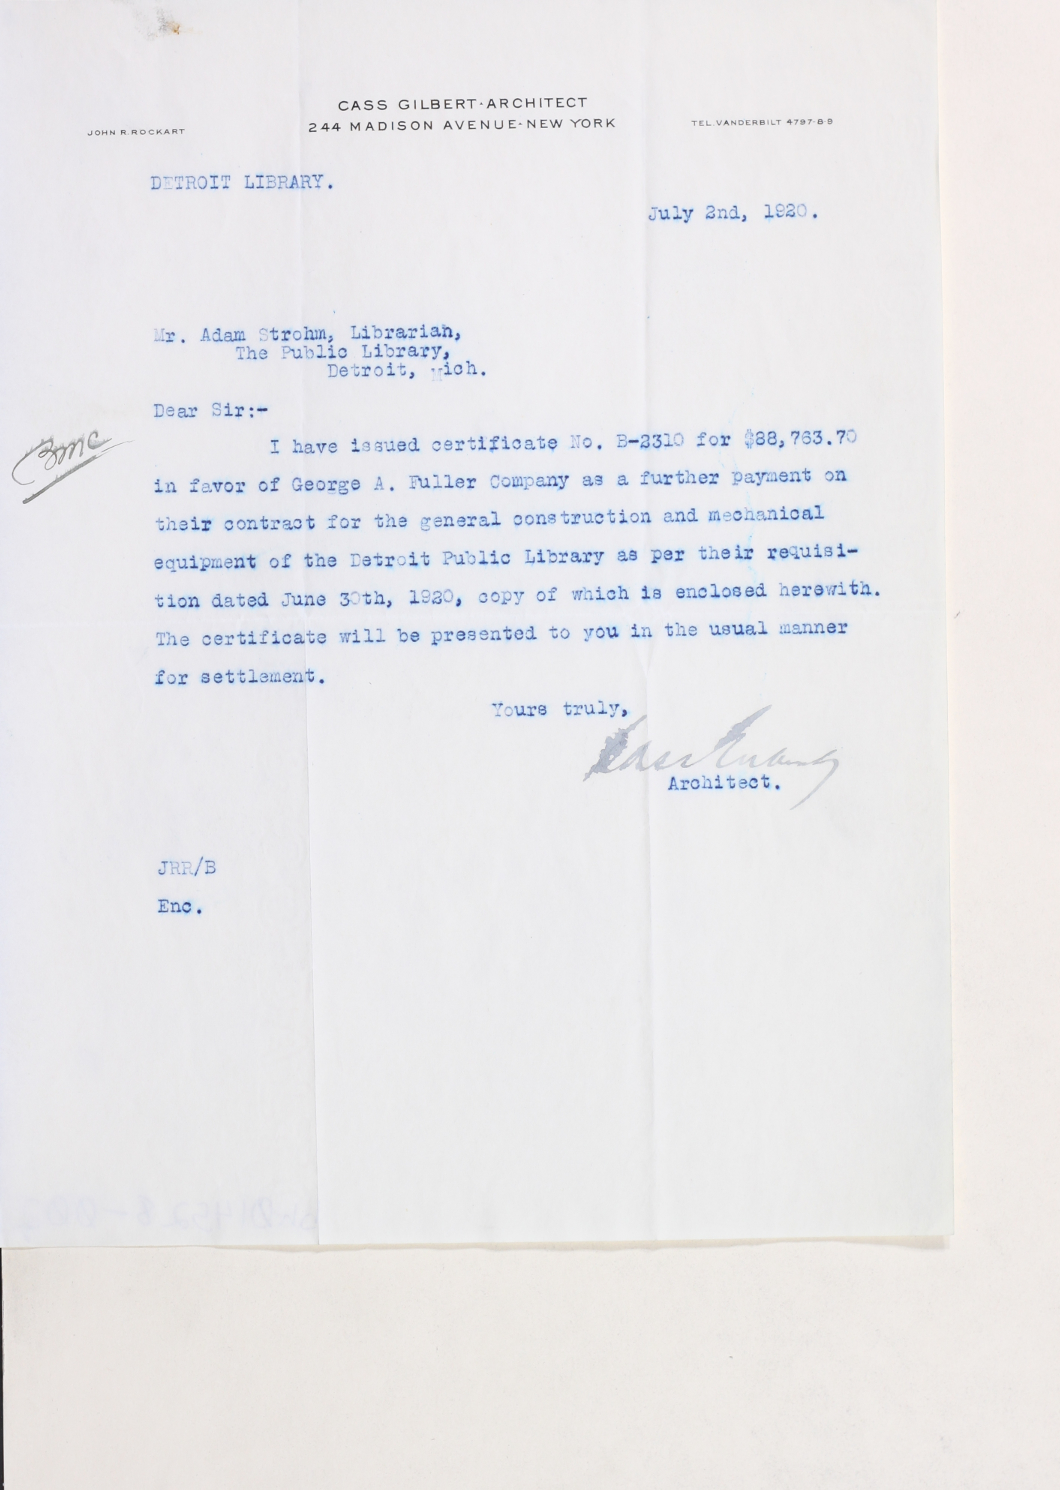 CASS GILBERT·ARCHITECT
244 MADISON AVENUE-NEW YORK
JOHN R. ROCKART
TEL. VANDERBILT 4797-8-9
DETROIT LIBRARY.
July 2nd, 1920.
Mr. Adam Strohm, Librarian,
The Public Library,
Detroit, Mich.
Dear Sir:-
I have issued certificate No. B-2310 for $88,763.70
in favor of George A. Fuller Company as a further payment on
their contract for the general construction and mechanical
equipment of the Detroit Public Library as per their requisi-
tion dated June 30th, 1920, copy of which is enclosed herewith.
The certificate will be presented to you in the usual manner
for settlement.
Yours truly,
Cass Gilbert
Architect.
JRR/B
Enc.